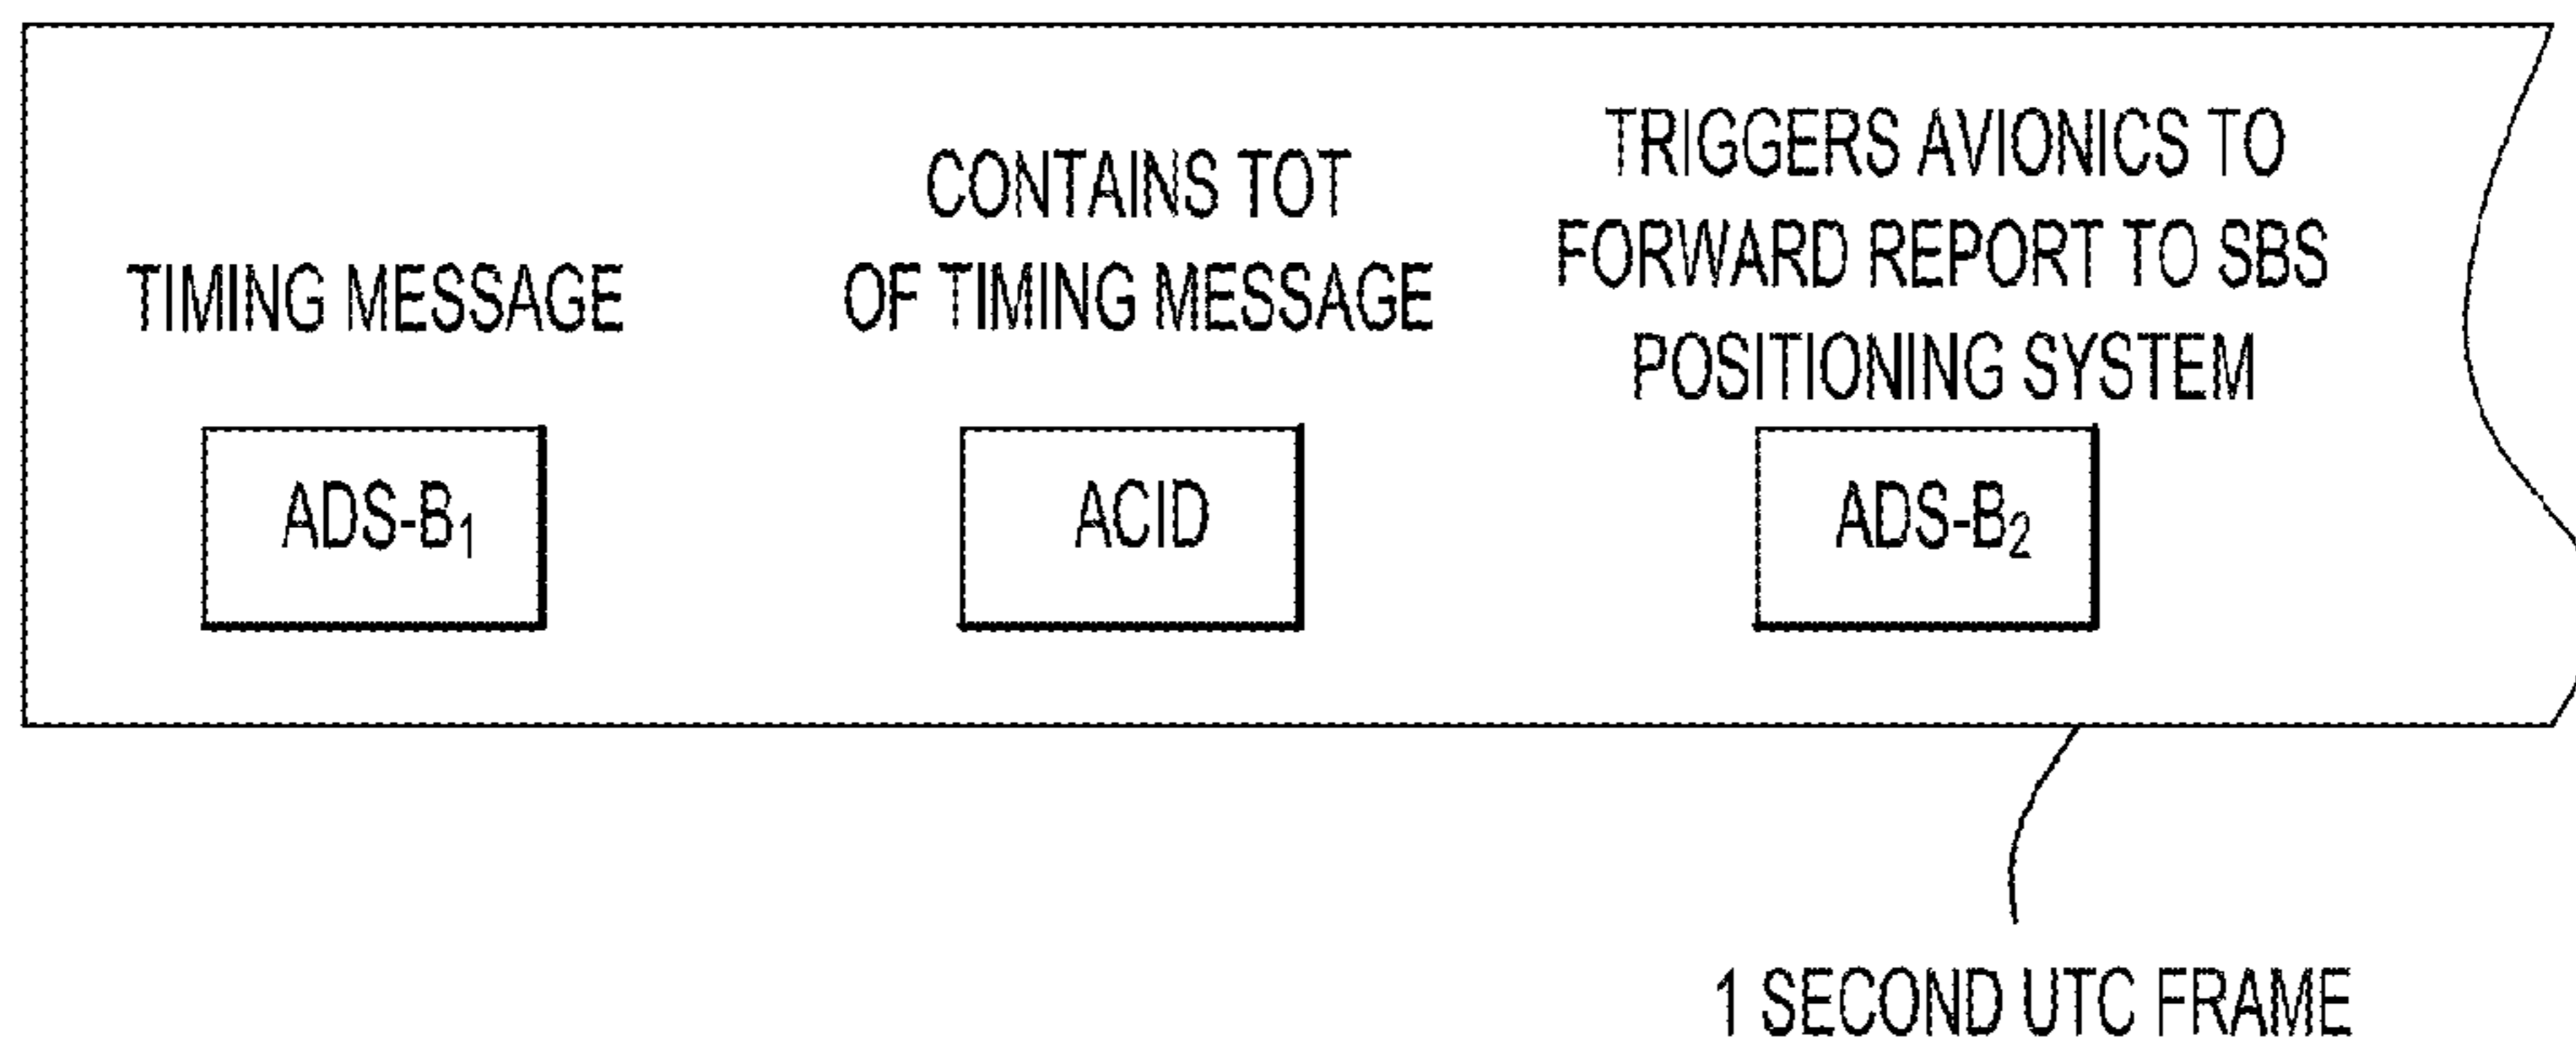 TIMING MESSAGE
CONTAINS TOT
OF TIMING MESSAGE
TRIGGERS AVIONICS TO
FORWARD REPORT TO SBS
POSITIONING SYSTEM
ADS-B₁
ACID
ADS-B₂
1 SECOND UTC FRAME